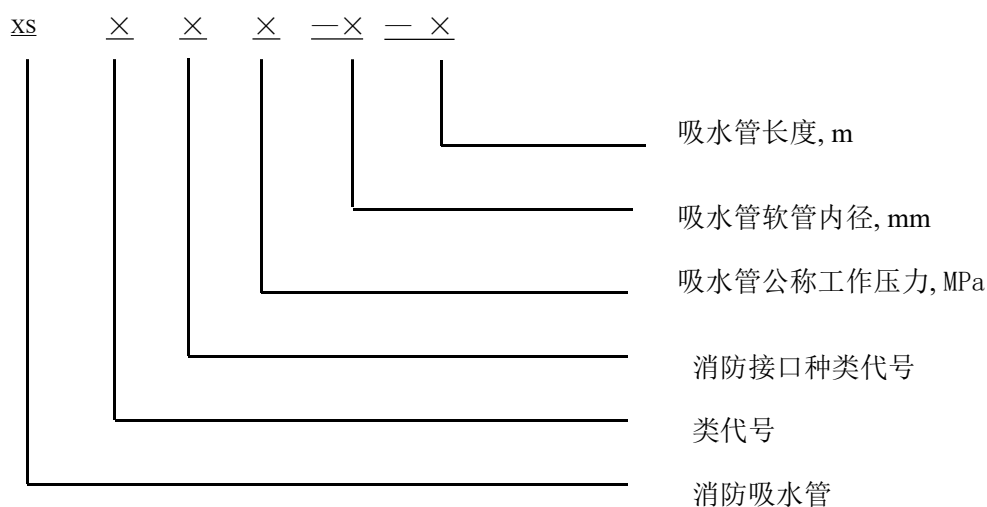 xs × × × —× — ×
吸水管长度, m
吸水管软管内径, mm
吸水管公称工作压力, MPa
消防接口种类代号
类代号
消防吸水管